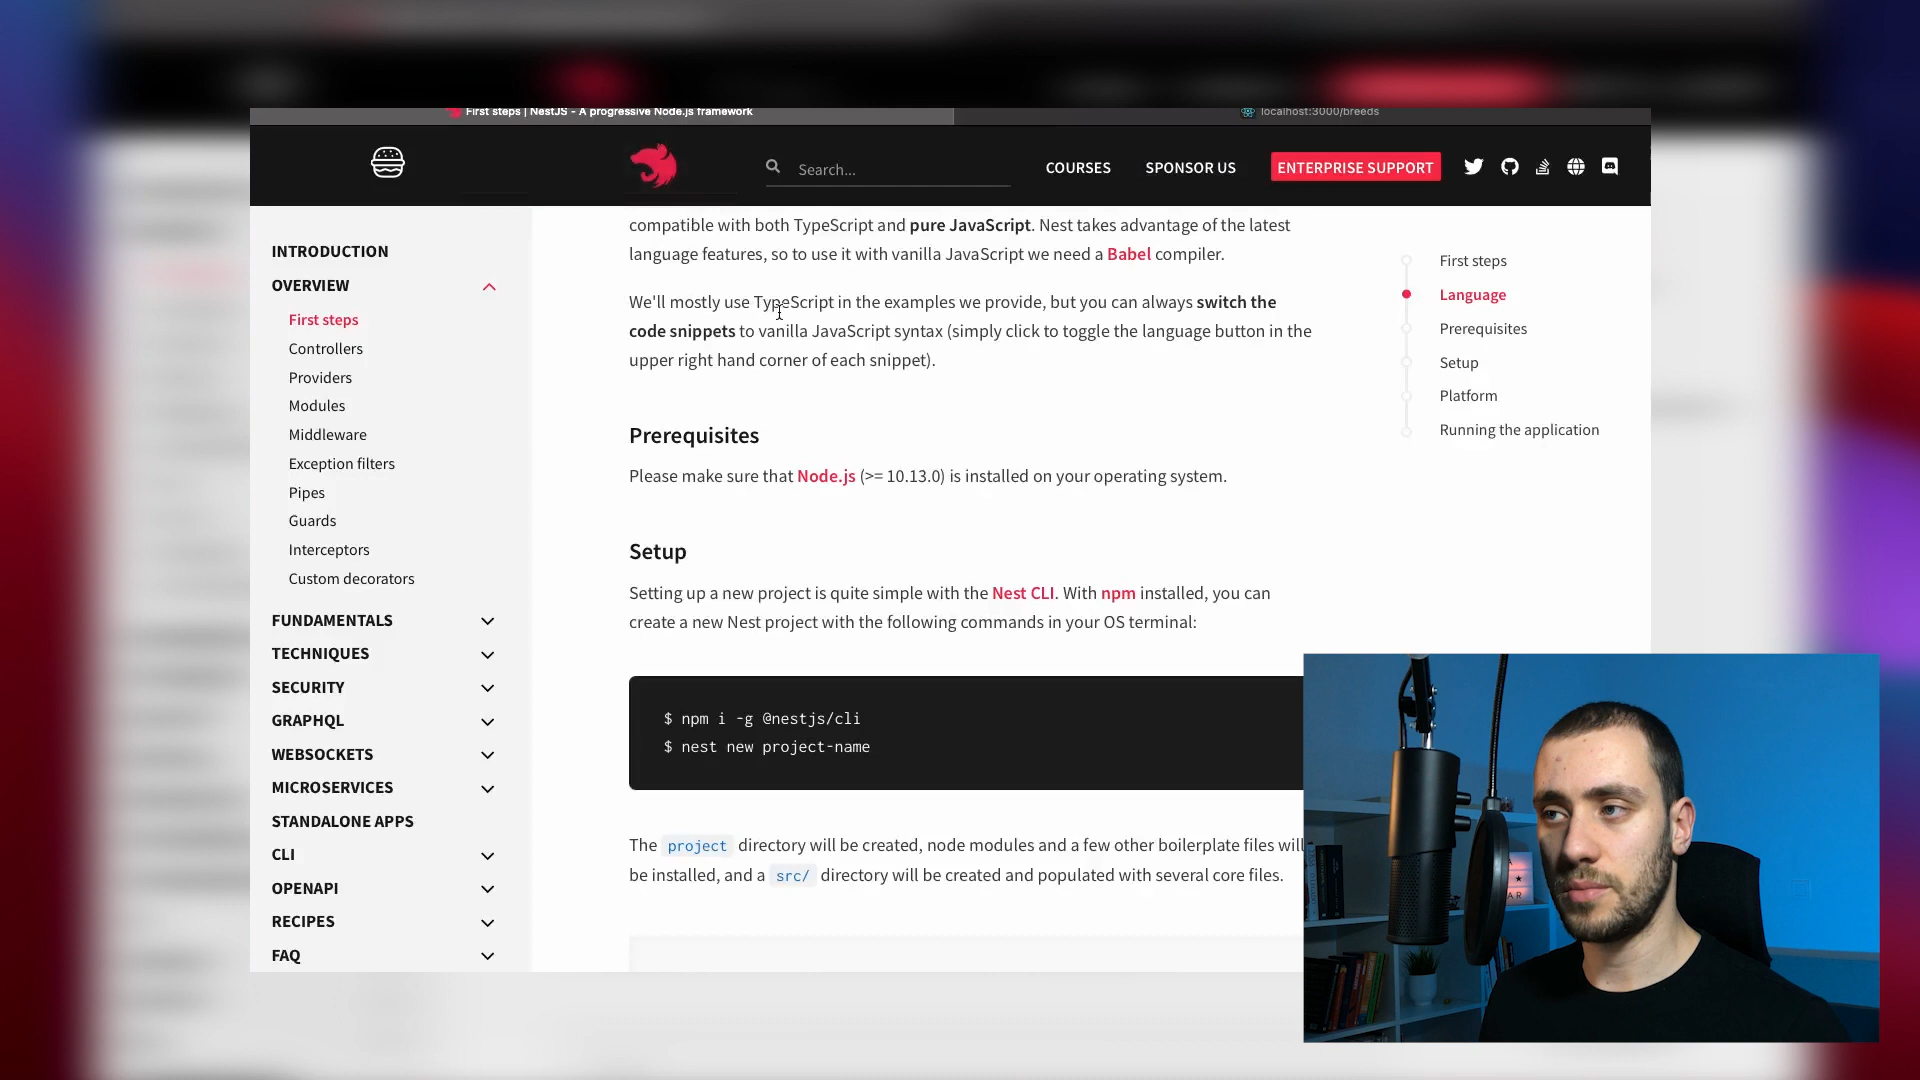 First steps | NestJS - A progressive Node.js framework
localhost:3000/breeds
Search...
COURSES
SPONSOR US
ENTERPRISE SUPPORT
INTRODUCTION
OVERVIEW
First steps
Controllers
Providers
Modules
Middleware
Exception filters
Pipes
Guards
Interceptors
Custom decorators
FUNDAMENTALS
TECHNIQUES
SECURITY
GRAPHQL
WEBSOCKETS
MICROSERVICES
STANDALONE APPS
CLI
OPENAPI
RECIPES
FAQ
compatible with both TypeScript and pure JavaScript. Nest takes advantage of the latest
language features, so to use it with vanilla JavaScript we need a Babel compiler.
We'll mostly use TypeScript in the examples we provide, but you can always switch the
code snippets to vanilla JavaScript syntax (simply click to toggle the language button in the
upper right hand corner of each snippet).
Prerequisites
Please make sure that Node.js (>= 10.13.0) is installed on your operating system.
Setup
Setting up a new project is quite simple with the Nest CLI. With npm installed, you can
create a new Nest project with the following commands in your OS terminal:
$ npm i -g @nestjs/cli
$ nest new project-name
The project directory will be created, node modules and a few other boilerplate files will
be installed, and a src/ directory will be created and populated with several core files.
First steps
Language
Prerequisites
Setup
Platform
Running the application